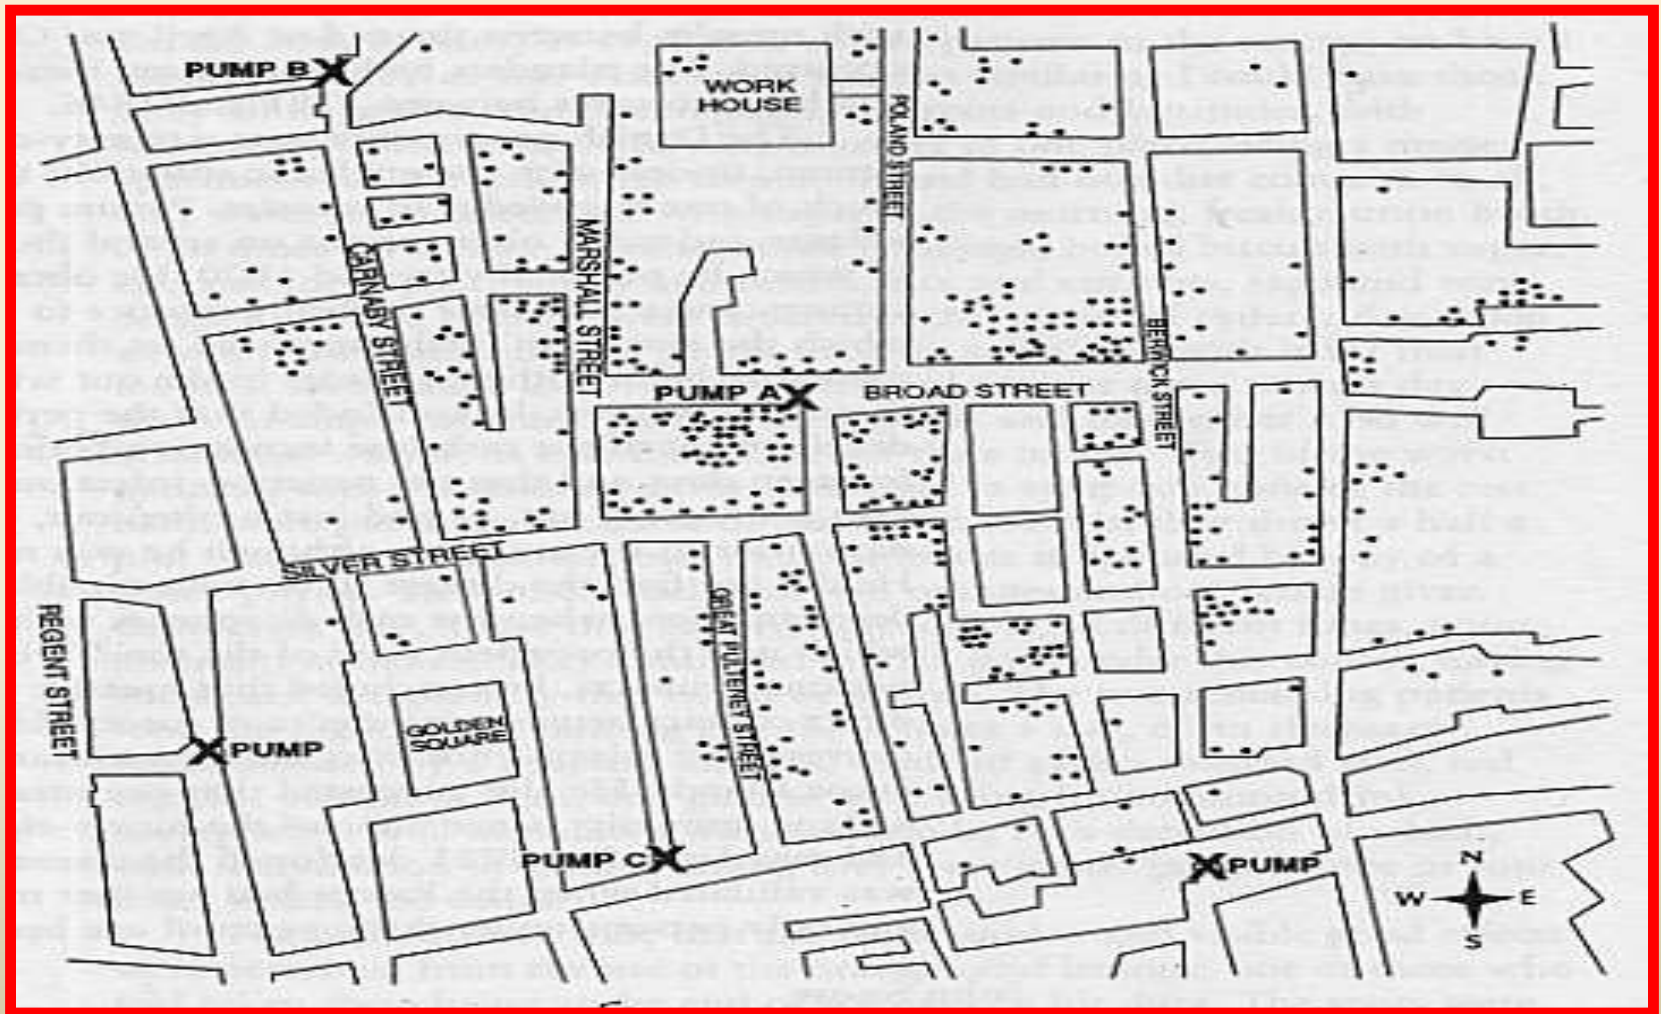 PUMP B
WORK
HOUSE
POLAND STREET
MARSHALL STREET
CARNABY STREET
BERWICK STREET
PUMP A
BROAD STREET
SILVER STREET
REGENT STREET
GREAT PULTENEY STREET
GOLDEN
SQUARE
PUMP
PUMP C
PUMP
N
W
E
S